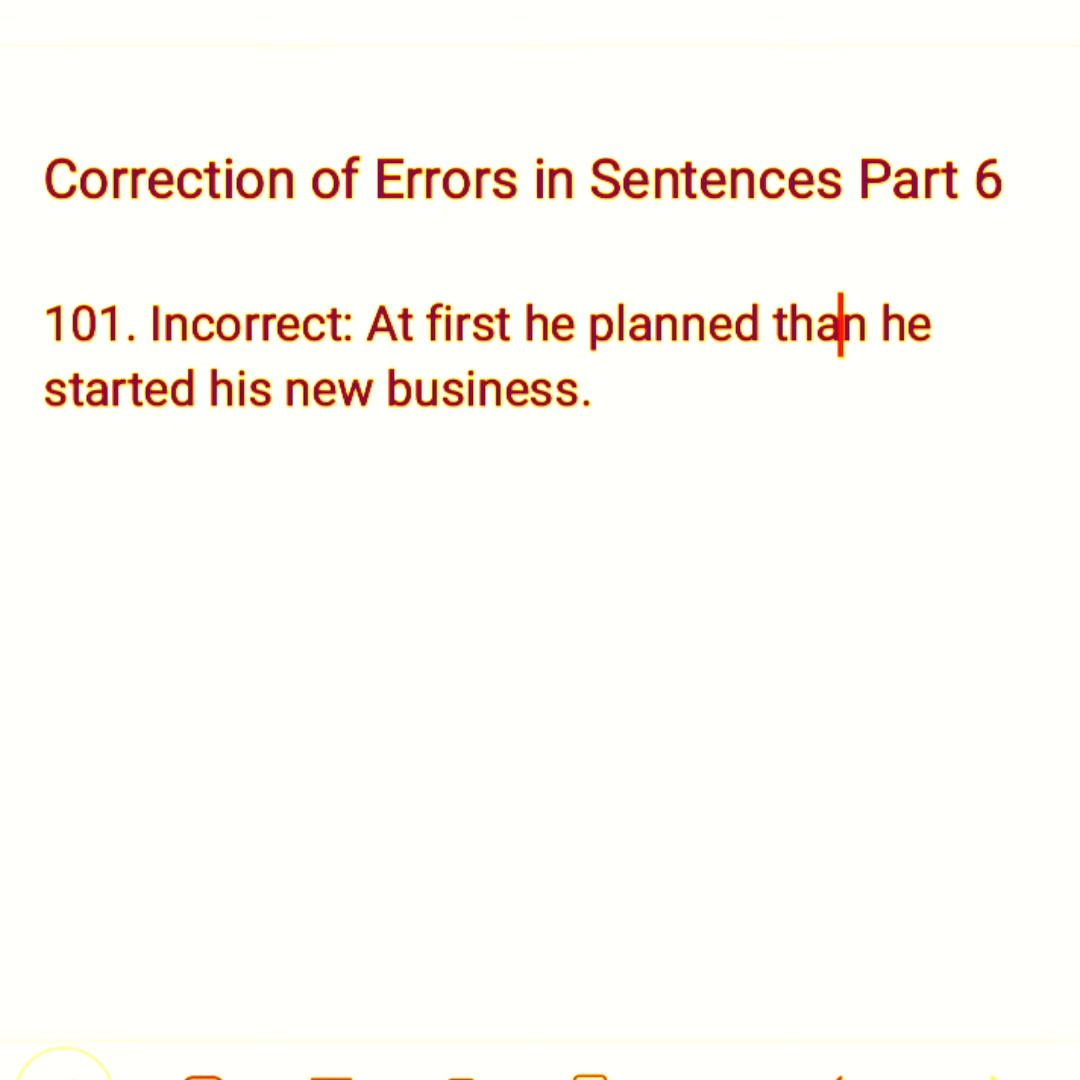 Correction of Errors in Sentences Part 6
101. Incorrect: At first he planned than he
started his new business.